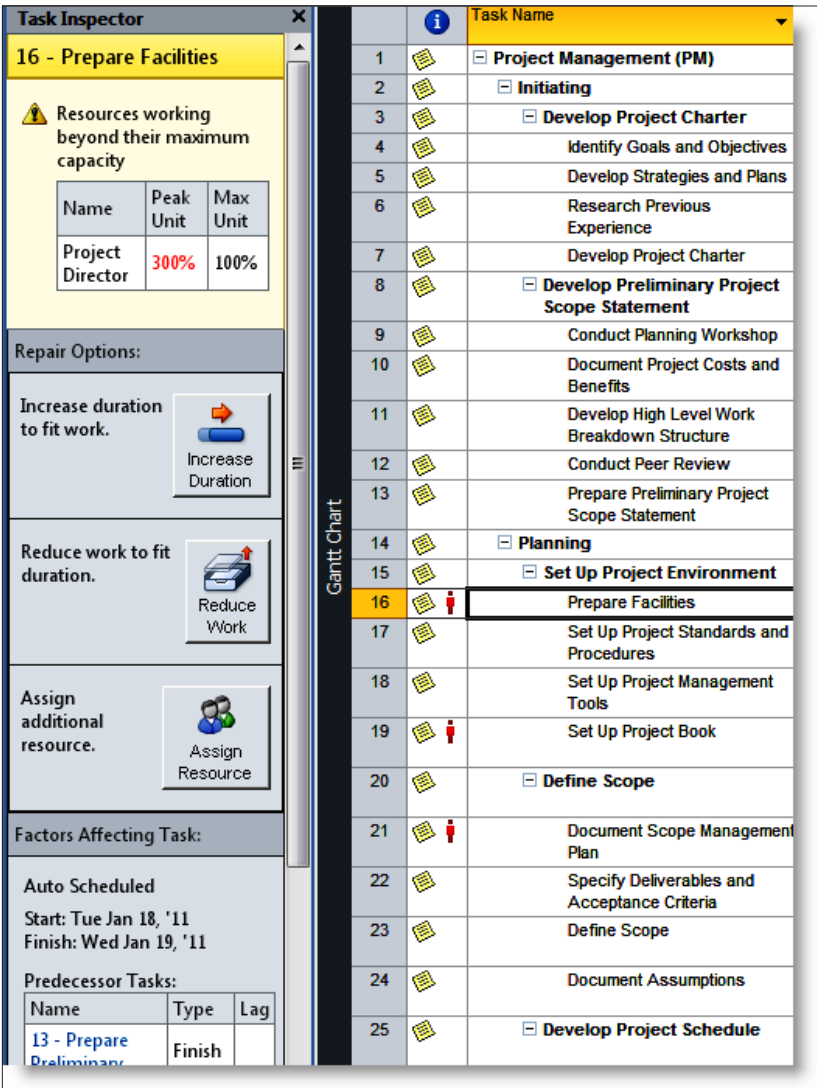 Task Inspector
16 - Prepare Facilities
Resources working
beyond their maximum
capacity
Name Peak Unit Max Unit
Project Director 300% 100%
Repair Options:
Increase duration
to fit work.
Increase
Duration
Reduce work to fit
duration.
Reduce
Work
Assign
additional
resource.
Assign
Resource
Factors Affecting Task:
Auto Scheduled
Start: Tue Jan 18, '11
Finish: Wed Jan 19, '11
Predecessor Tasks:
Name Type Lag
13 - Prepare
Preliminary
Finish
Gantt Chart
Task Name
1 Project Management (PM)
2 Initiating
3 Develop Project Charter
4 Identify Goals and Objectives
5 Develop Strategies and Plans
6 Research Previous
Experience
7 Develop Project Charter
8 Develop Preliminary Project
Scope Statement
9 Conduct Planning Workshop
10 Document Project Costs and
Benefits
11 Develop High Level Work
Breakdown Structure
12 Conduct Peer Review
13 Prepare Preliminary Project
Scope Statement
14 Planning
15 Set Up Project Environment
16 Prepare Facilities
17 Set Up Project Standards and
Procedures
18 Set Up Project Management
Tools
19 Set Up Project Book
20 Define Scope
21 Document Scope Management
Plan
22 Specify Deliverables and
Acceptance Criteria
23 Define Scope
24 Document Assumptions
25 Develop Project Schedule